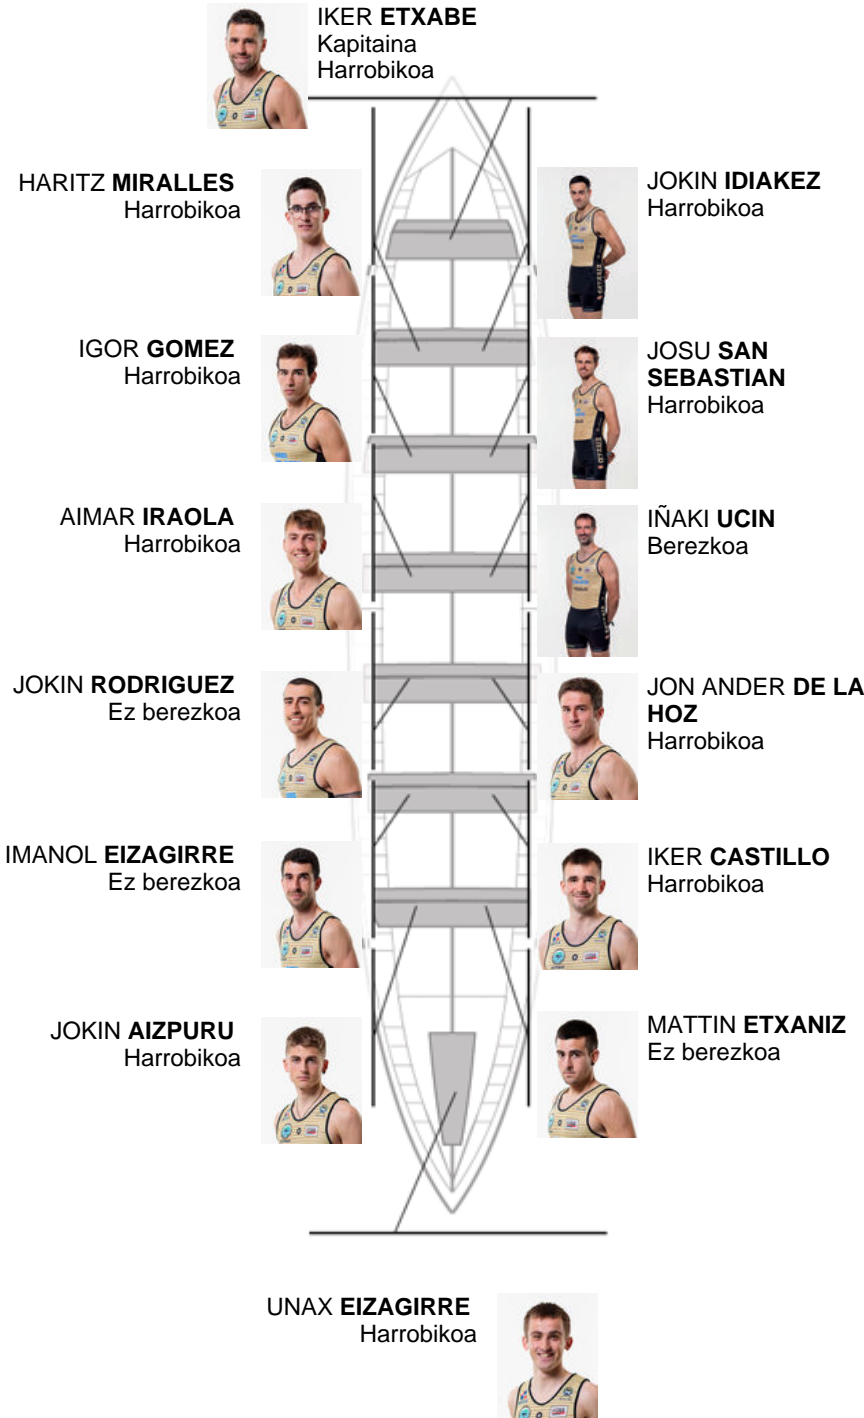 IKER ETXABE
Kapitaina
Harrobikoa
HARITZ MIRALLES
Harrobikoa
JOKIN IDIAKEZ
Harrobikoa
IGOR GOMEZ
Harrobikoa
JOSU SAN
SEBASTIAN
Harrobikoa
AIMAR IRAOLA
Harrobikoa
IÑAKI UCIN
Berezkoa
JOKIN RODRIGUEZ
Ez berezkoa
JON ANDER DE LA
HOZ
Harrobikoa
IMANOL EIZAGIRRE
Ez berezkoa
IKER CASTILLO
Harrobikoa
JOKIN AIZPURU
Harrobikoa
MATTIN ETXANIZ
Ez berezkoa
UNAX EIZAGIRRE
Harrobikoa